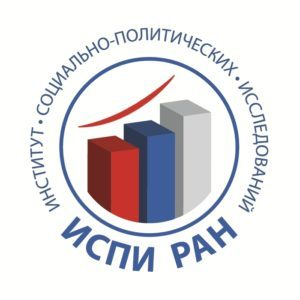 ИНСТИТУТ · СОЦИАЛЬНО-ПОЛИТИЧЕСКИХ · ИССЛЕДОВАНИЙ
ИСПИ РАН